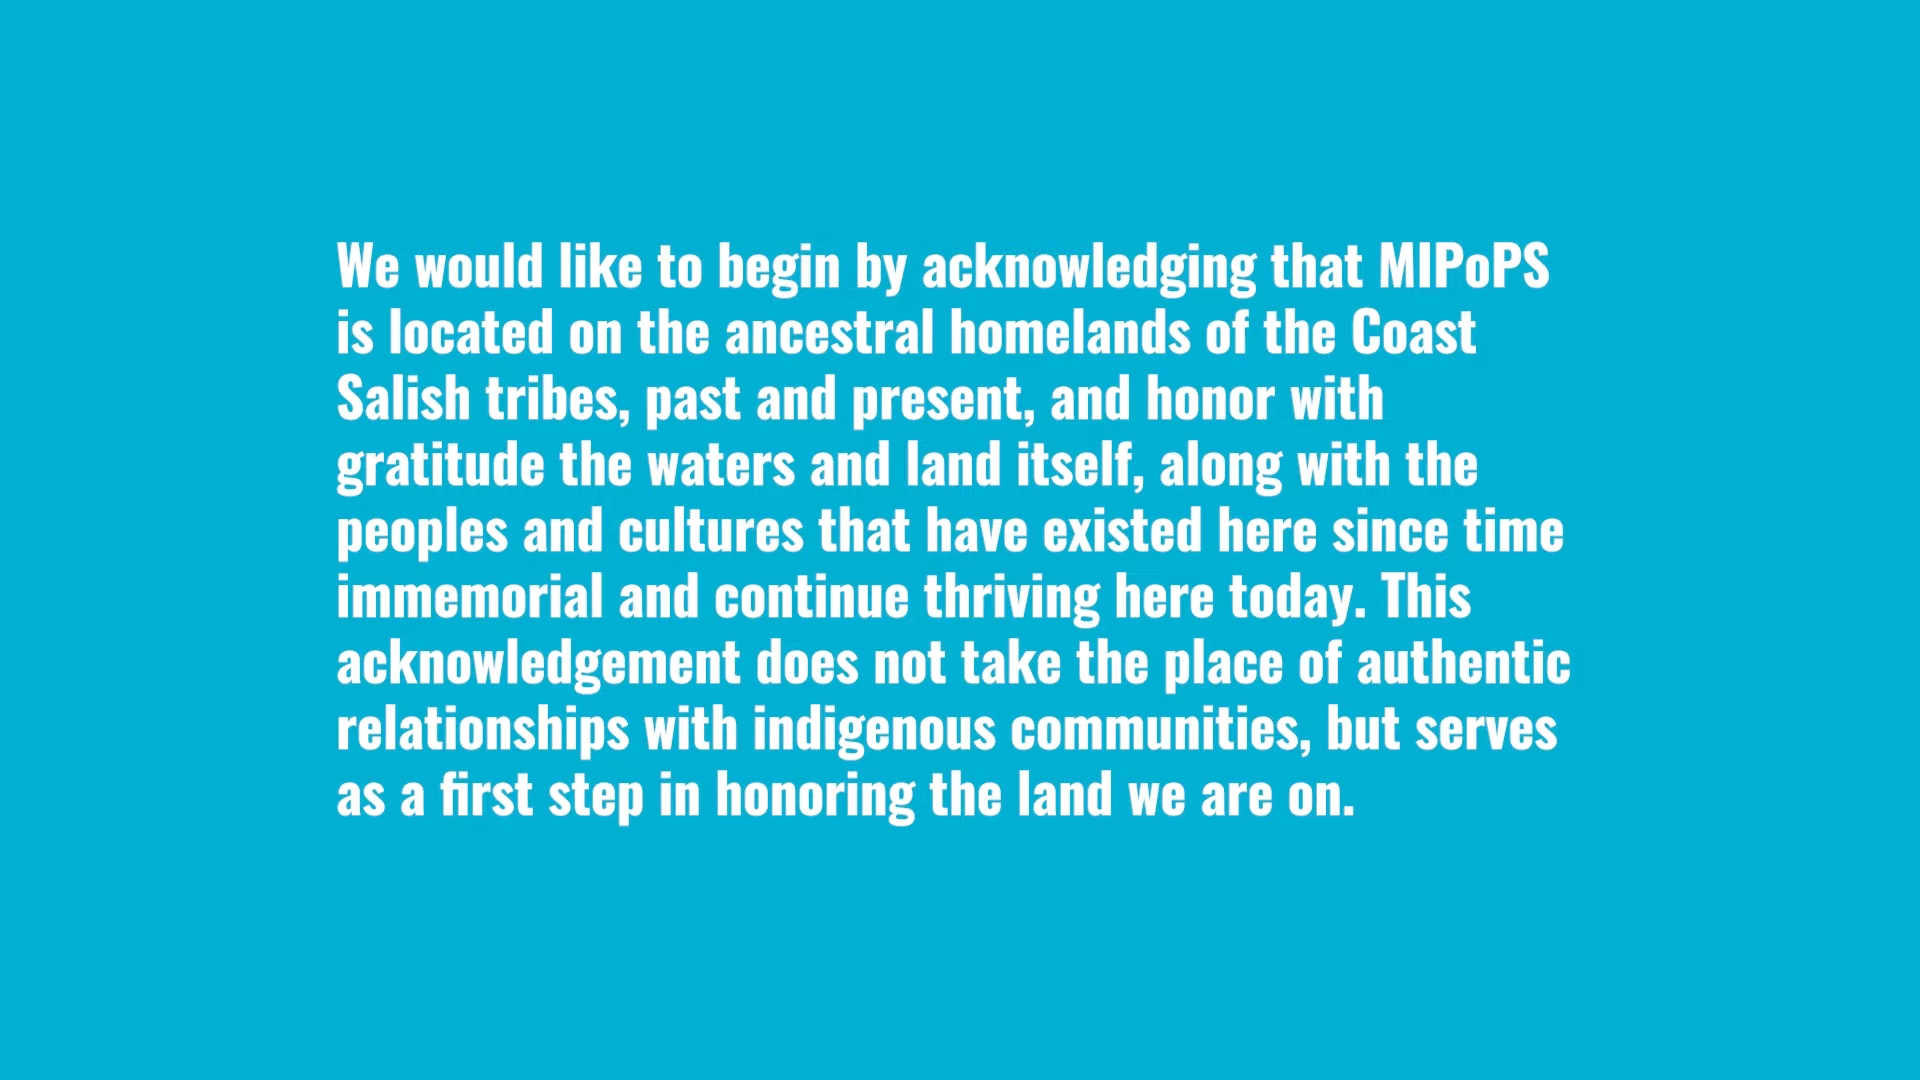 We would like to begin by acknowledging that MIPoPS
is located on the ancestral homelands of the Coast
Salish tribes, past and present, and honor with
gratitude the waters and land itself, along with the
peoples and cultures that have existed here since time
immemorial and continue thriving here today. This
acknowledgement does not take the place of authentic
relationships with indigenous communities, but serves
as a first step in honoring the land we are on.